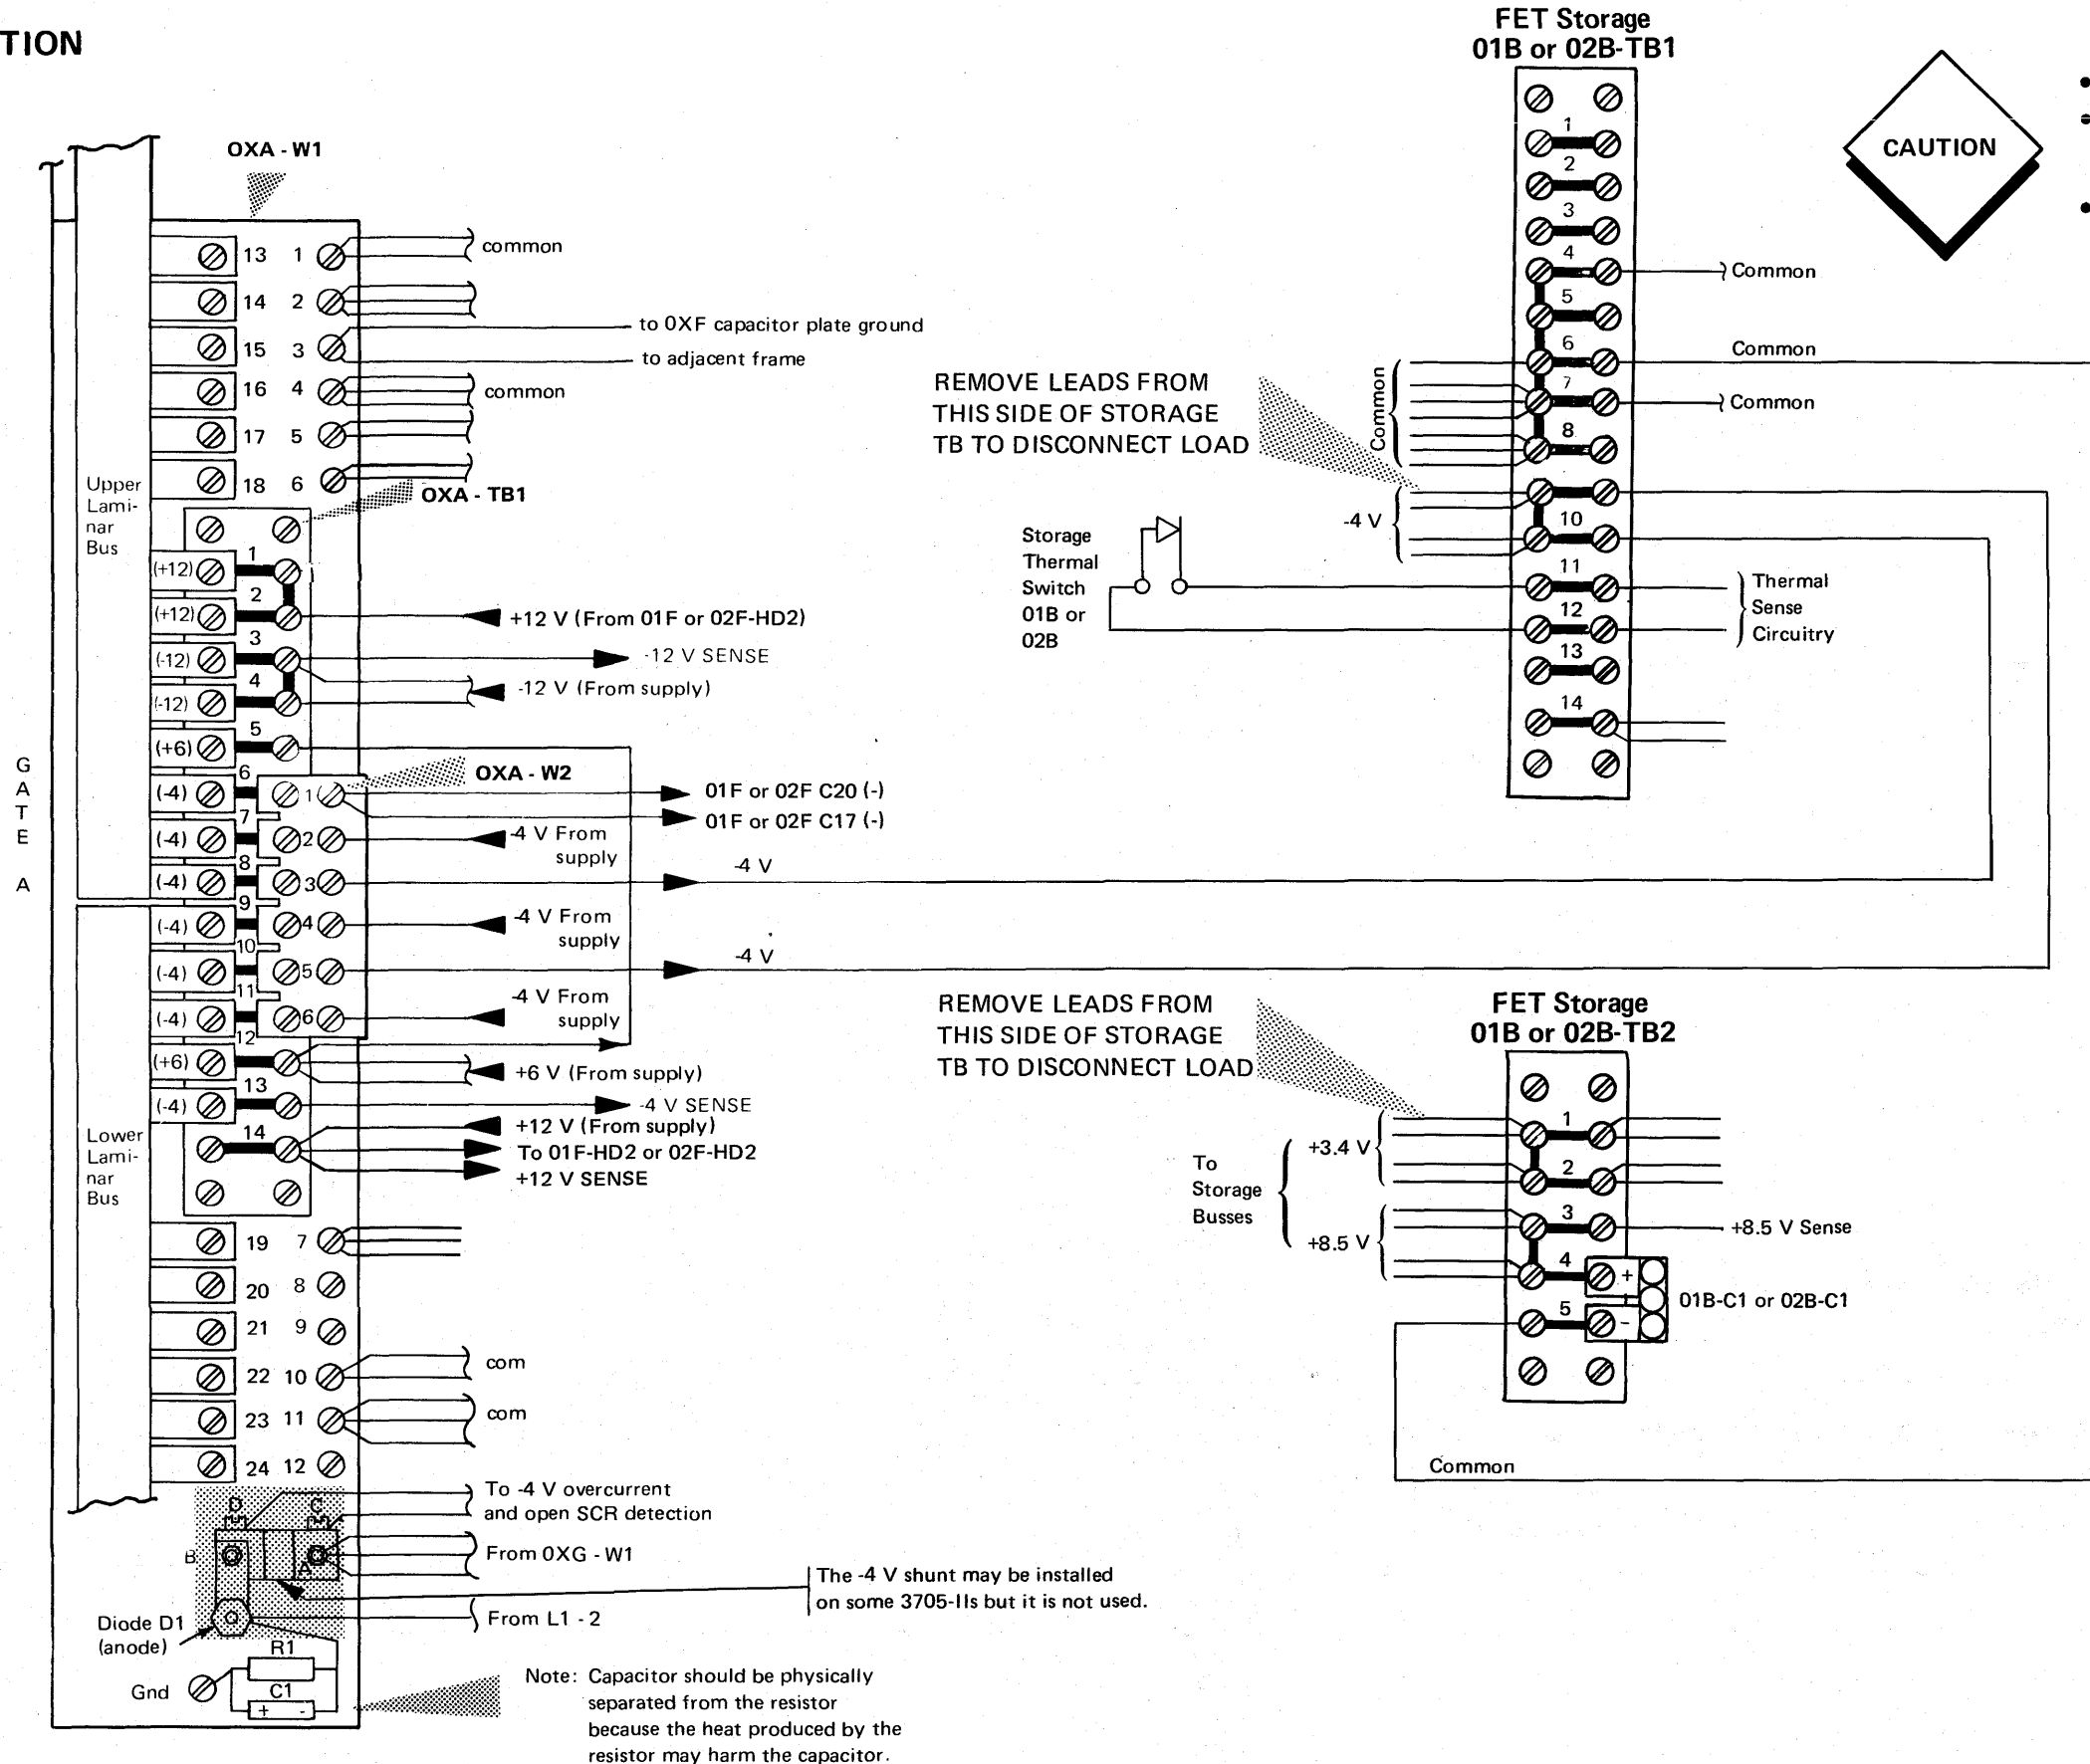 TION
OXA - W1
13 1
common
14 2
15 3
to 0XF capacitor plate ground
to adjacent frame
16 4
common
17 5
18 6
OXA - TB1
Upper
Lami-
nar
Bus
1
(+12)
2
(+12)
+12 V (From 01F or 02F-HD2)
3
(-12)
-12 V SENSE
4
(-12)
-12 V (From supply)
5
(+6)
6
OXA - W2
(-4)
1
01F or 02F C20 (-)
01F or 02F C17 (-)
7
(-4)
2
-4 V From
supply
8
(-4)
3
-4 V
9
(-4)
4
-4 V From
supply
10
(-4)
5
-4 V
11
(-4)
6
-4 V From
supply
12
(+6)
+6 V (From supply)
13
(-4)
-4 V SENSE
14
+12 V (From supply)
To 01F-HD2 or 02F-HD2
+12 V SENSE
G
A
T
E
A
Lower
Lami-
nar
Bus
19 7
20 8
21 9
22 10
com
23 11
com
24 12
To -4 V overcurrent
and open SCR detection
D
C
B
A
From 0XG - W1
The -4 V shunt may be installed
on some 3705-IIs but it is not used.
From L1 - 2
Diode D1
(anode)
R1
Gnd
C1
+ -
Note: Capacitor should be physically
separated from the resistor
because the heat produced by the
resistor may harm the capacitor.
FET Storage
01B or 02B-TB1
1
2
3
4
Common
5
6
Common
7
Common
8
Common
REMOVE LEADS FROM
THIS SIDE OF STORAGE
TB TO DISCONNECT LOAD
-4 V
10
11
12
13
14
Storage
Thermal
Switch
01B or
02B
Thermal
Sense
Circuitry
CAUTION
REMOVE LEADS FROM
THIS SIDE OF STORAGE
TB TO DISCONNECT LOAD
FET Storage
01B or 02B-TB2
1
2
3
4
5
To
Storage
Busses
+3.4 V
+8.5 V
+8.5 V Sense
+
-
01B-C1 or 02B-C1
Common